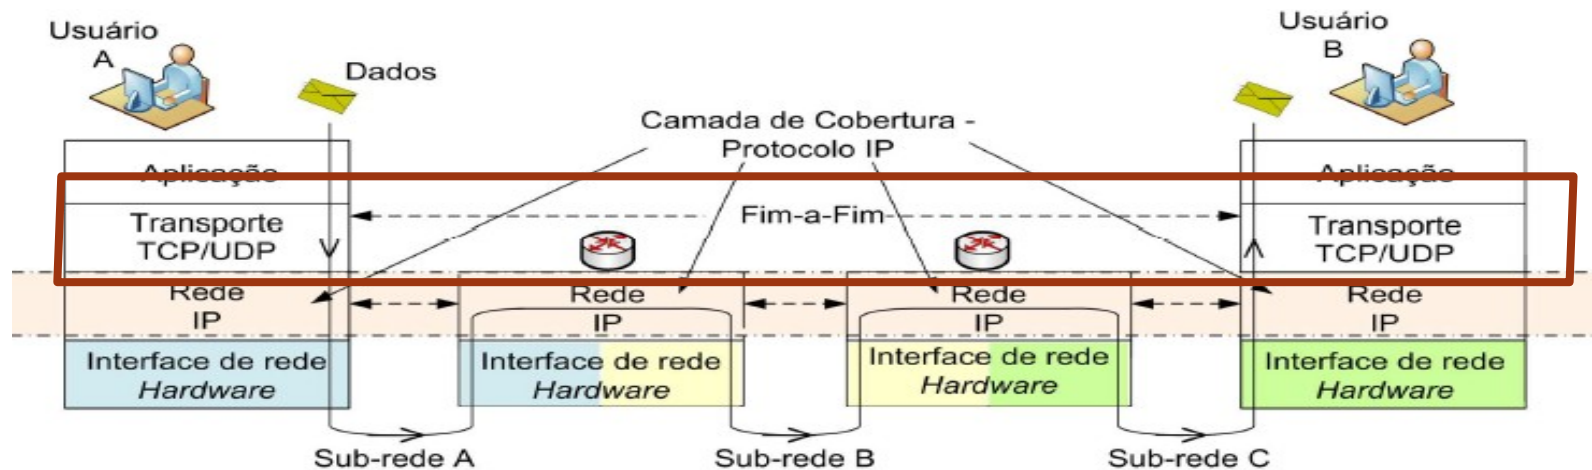 Usuário
A
Dados
Usuário
B
Camada de Cobertura -
Protocolo IP
Aplicação
Aplicação
Transporte
TCP/UDP
Fim-a-Fim
Transporte
TCP/UDP
Rede
IP
Rede
IP
Rede
IP
Rede
IP
Interface de rede
Hardware
Interface de rede
Hardware
Interface de rede
Hardware
Interface de rede
Hardware
Sub-rede A
Sub-rede B
Sub-rede C